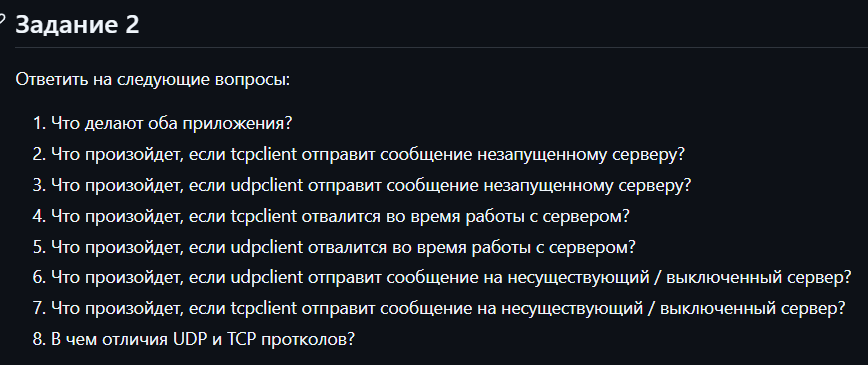 Задание 2
Ответить на следующие вопросы:
1. Что делают оба приложения?
2. Что произойдет, если tcpclient отправит сообщение незапущенному серверу?
3. Что произойдет, если udpclient отправит сообщение незапущенному серверу?
4. Что произойдет, если tcpclient отвалится во время работы с сервером?
5. Что произойдет, если udpclient отвалится во время работы с сервером?
6. Что произойдет, если udpclient отправит сообщение на несуществующий / выключенный сервер?
7. Что произойдет, если tcpclient отправит сообщение на несуществующий / выключенный сервер?
8. В чем отличия UDP и TCP протколов?